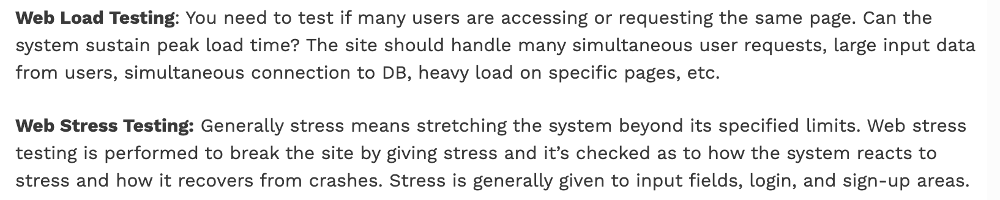 Web Load Testing: You need to test if many users are accessing or requesting the same page. Can the
system sustain peak load time? The site should handle many simultaneous user requests, large input data
from users, simultaneous connection to DB, heavy load on specific pages, etc.
Web Stress Testing: Generally stress means stretching the system beyond its specified limits. Web stress
testing is performed to break the site by giving stress and it’s checked as to how the system reacts to
stress and how it recovers from crashes. Stress is generally given to input fields, login, and sign-up areas.